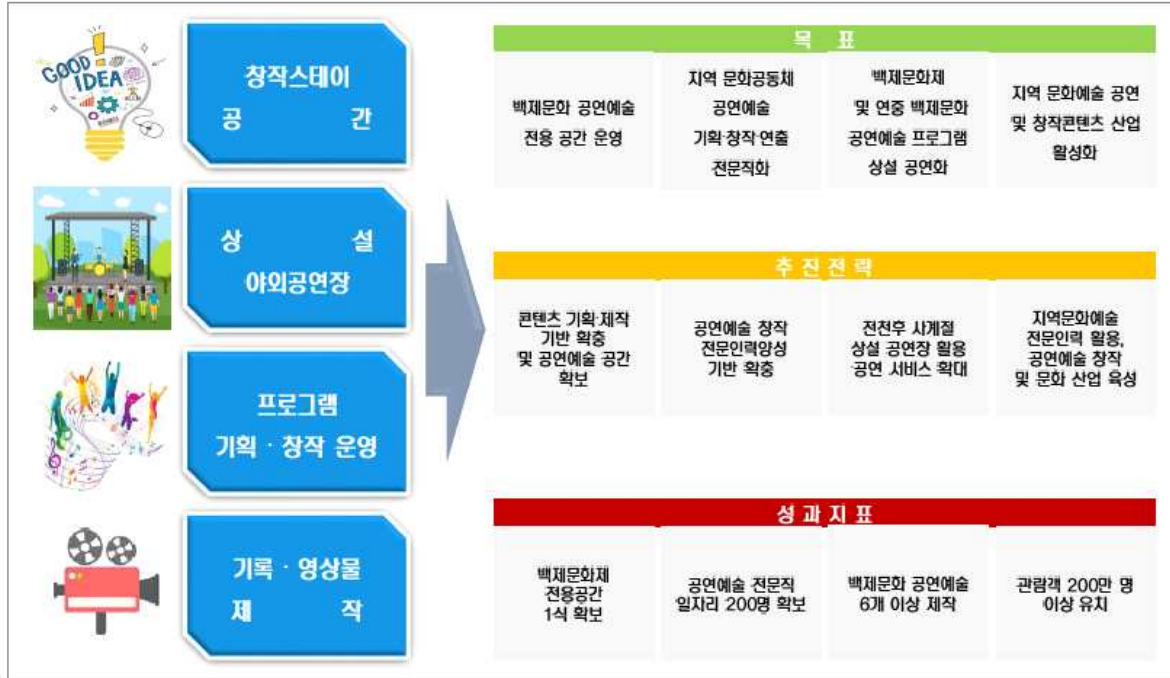 GOOD
IDEA
창작스테이
공 간
상 설
야외공연장
프로그램
기획 · 창작 운영
기록 · 영상물
제 작
목 표
백제문화 공연예술
전용 공간 운영
지역 문화공동체
공연예술
기획·창작·연출
전문직화
백제문화제
및 연중 백제문화
공연예술 프로그램
상설 공연화
지역 문화예술 공연
및 창작콘텐츠 산업
활성화
추 진 전 략
콘텐츠 기획·제작
기반 확충
및 공연예술 공간
확보
공연예술 창작
전문인력양성
기반 확충
전천후 사계절
상설 공연장 활용
공연 서비스 확대
지역문화예술
전문인력 활용,
공연예술 창작
및 문화 산업 육성
성 과 지 표
백제문화제
전용공간
1식 확보
공연예술 전문직
일자리 200명 확보
백제문화 공연예술
6개 이상 제작
관람객 200만 명
이상 유치